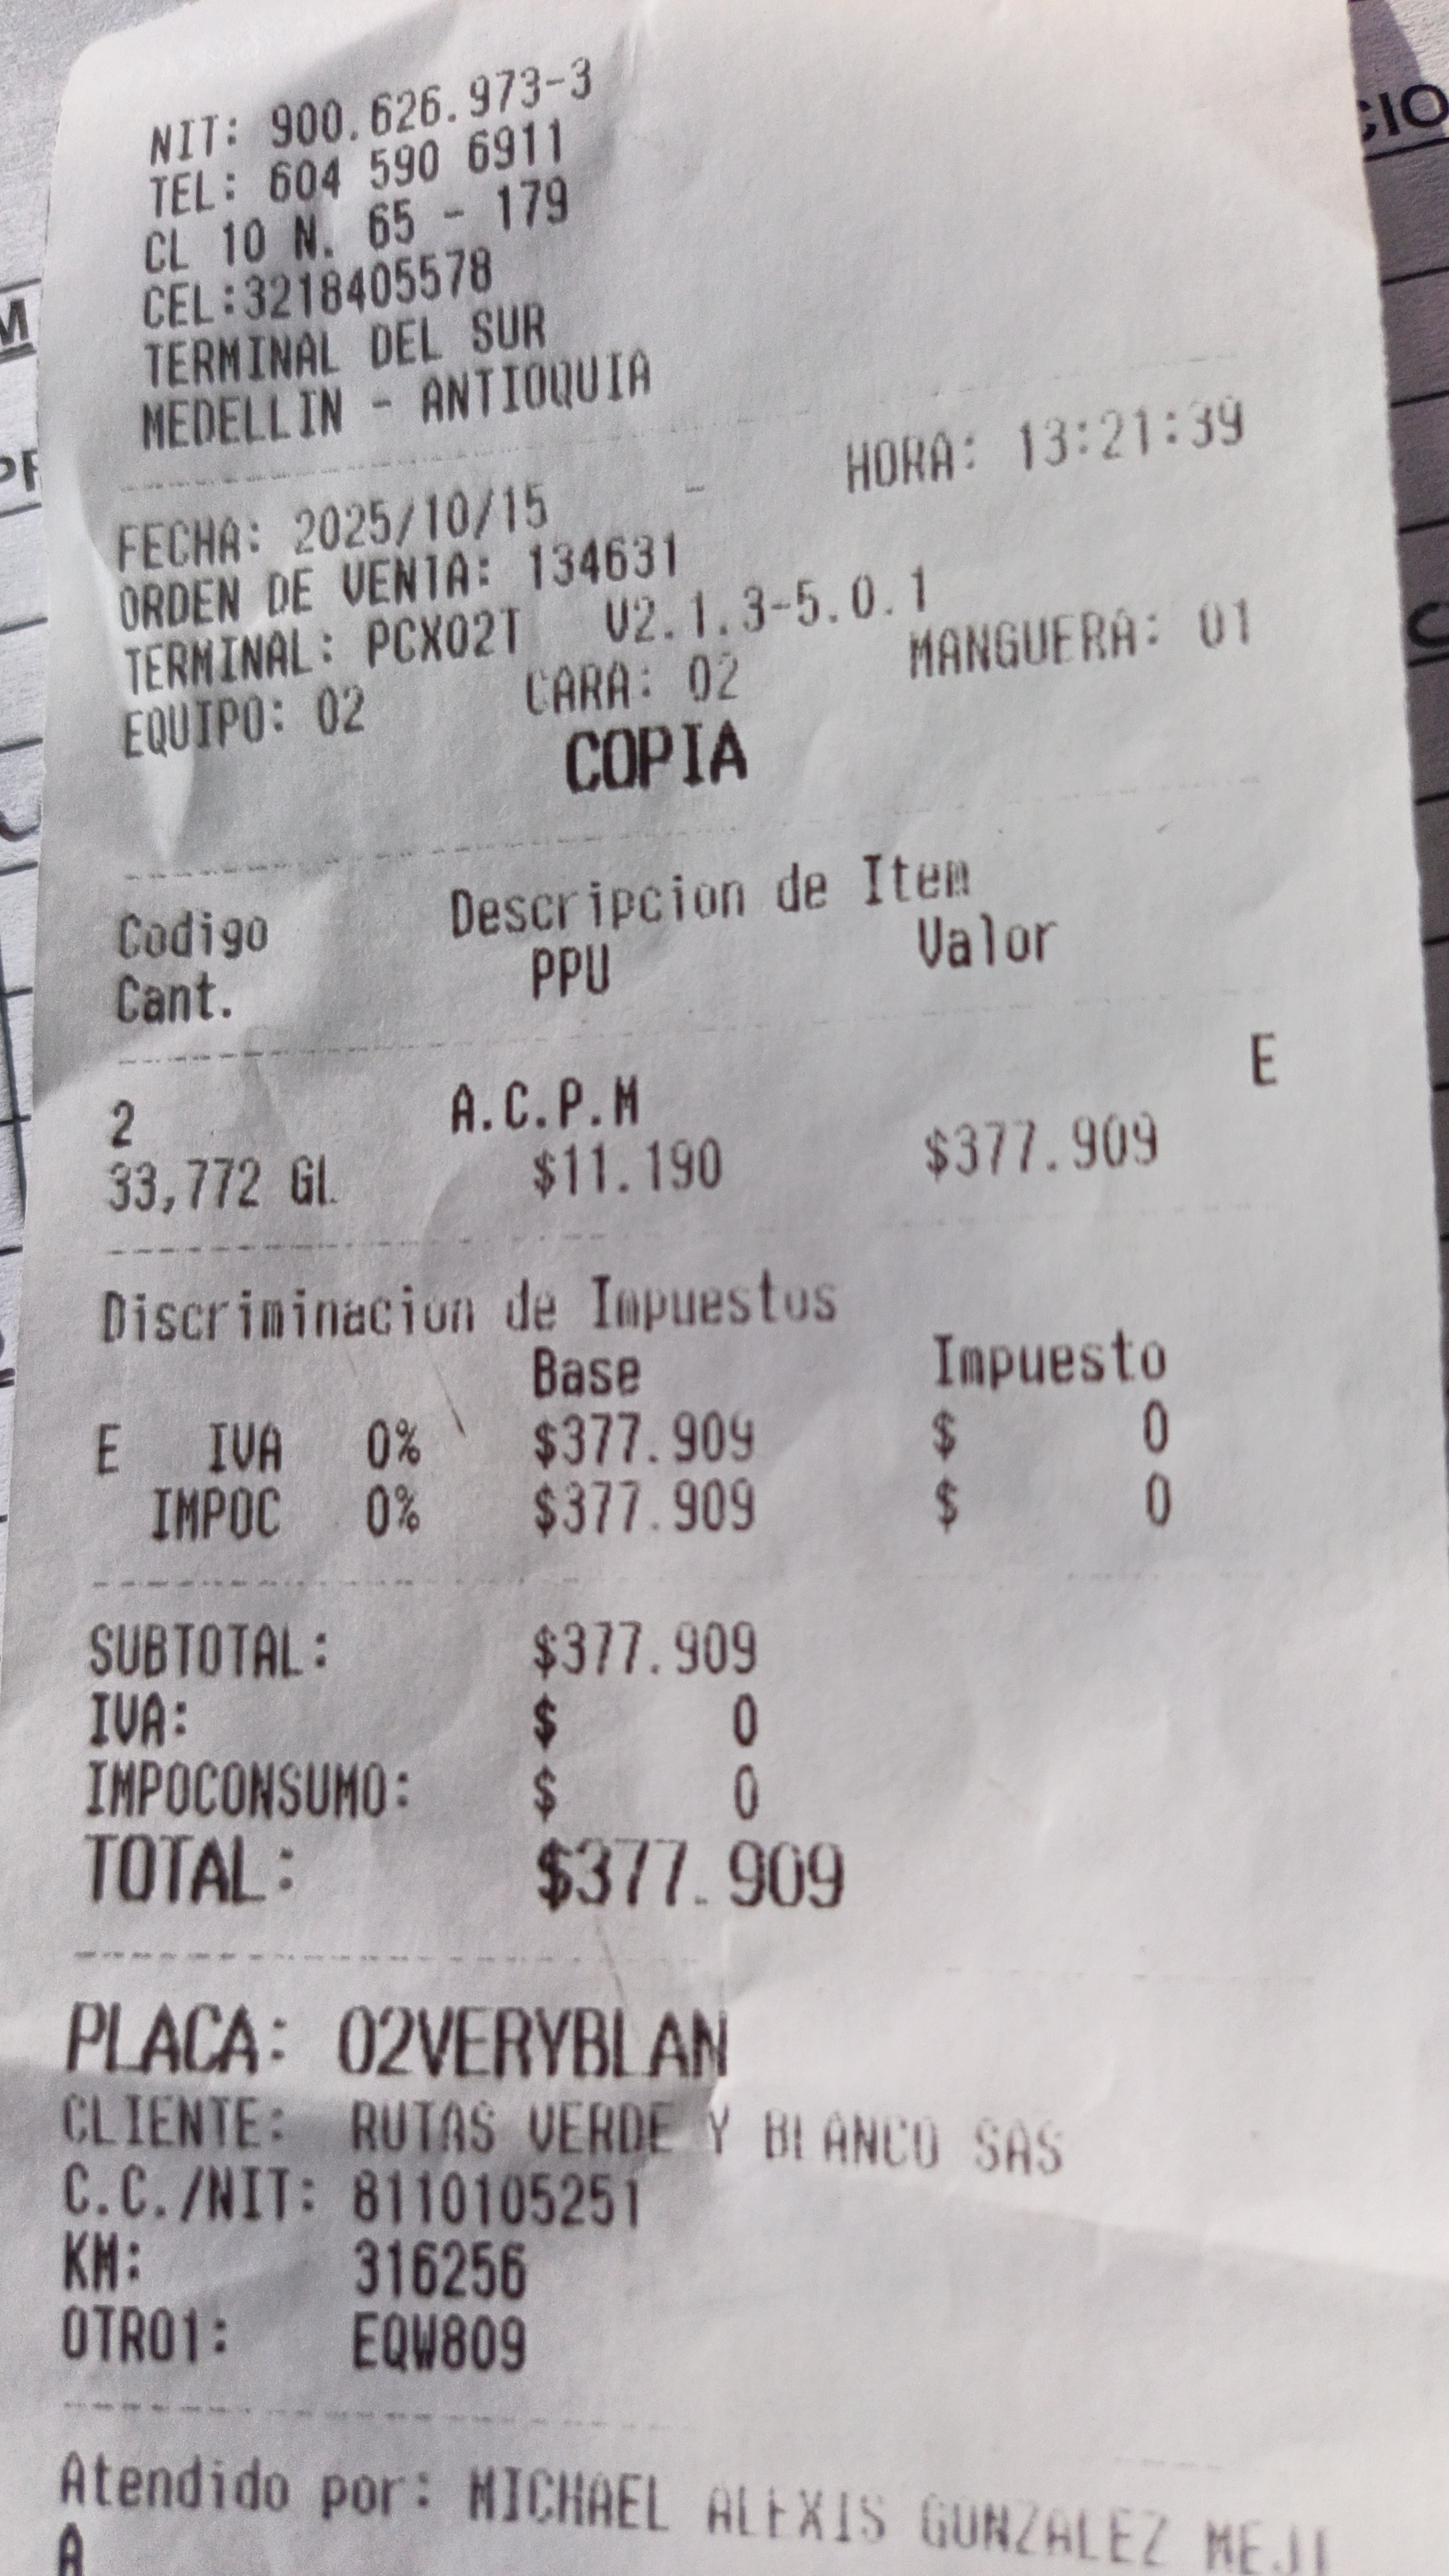 NIT: 900.626.973-3
TEL: 604 590 6911
CL 10 N. 65 - 179
CEL:3218405578
TERMINAL DEL SUR
MEDELLIN - ANTIOQUIA
FECHA: 2025/10/15 - HORA: 13:21:39
ORDEN DE VENTA: 134631
TERMINAL: PCX02T V2.1.3-5.0.1
EQUIPO: 02 CARA: 02 MANGUERA: 01
COPIA
Codigo Descripcion de Item
Cant. PPU Valor
2 A.C.P.M E
33,772 GL $11.190 $377.909
Discriminacion de Impuestos
Base Impuesto
E IVA 0% $377.909 $ 0
IMPOC 0% $377.909 $ 0
SUBTOTAL: $377.909
IVA: $ 0
IMPOCONSUMO: $ 0
TOTAL: $377.909
PLACA: 02VERYBLAN
CLIENTE: RUTAS VERDE Y BLANCO SAS
C.C./NIT: 8110105251
KM: 316256
OTRO1: EQW809
Atendido por: MICHAEL ALEXIS GONZALEZ MEJI
A